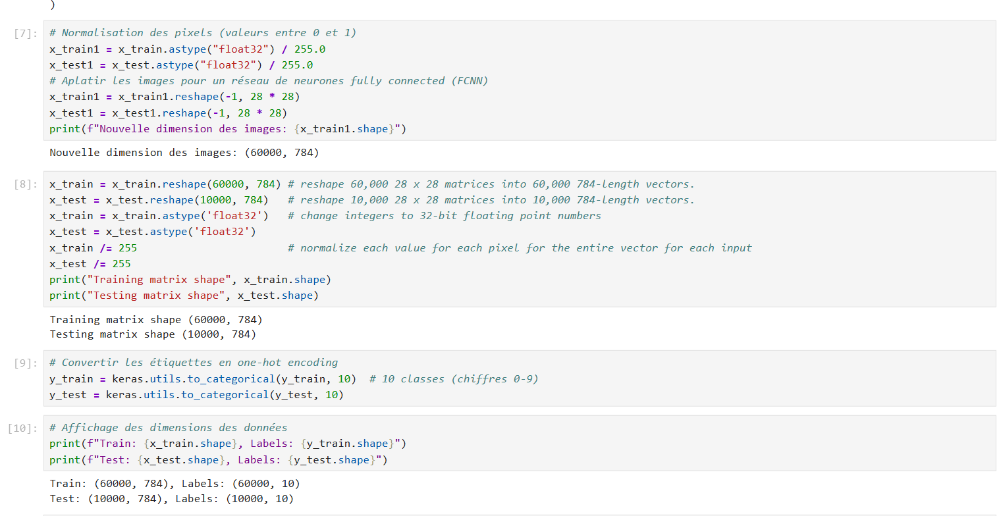 )
[7]:
# Normalisation des pixels (valeurs entre 0 et 1)
x_train1 = x_train.astype("float32") / 255.0
x_test1 = x_test.astype("float32") / 255.0
# Aplatir les images pour un réseau de neurones fully connected (FCNN)
x_train1 = x_train1.reshape(-1, 28 * 28)
x_test1 = x_test1.reshape(-1, 28 * 28)
print(f"Nouvelle dimension des images: {x_train1.shape}")
Nouvelle dimension des images: (60000, 784)
[8]:
x_train = x_train.reshape(60000, 784) # reshape 60,000 28 x 28 matrices into 60,000 784-length vectors.
x_test = x_test.reshape(10000, 784)   # reshape 10,000 28 x 28 matrices into 10,000 784-length vectors.
x_train = x_train.astype('float32')   # change integers to 32-bit floating point numbers
x_test = x_test.astype('float32')
x_train /= 255                        # normalize each value for each pixel for the entire vector for each input
x_test /= 255
print("Training matrix shape", x_train.shape)
print("Testing matrix shape", x_test.shape)
Training matrix shape (60000, 784)
Testing matrix shape (10000, 784)
[9]:
# Convertir les étiquettes en one-hot encoding
y_train = keras.utils.to_categorical(y_train, 10)  # 10 classes (chiffres 0-9)
y_test = keras.utils.to_categorical(y_test, 10)
[10]:
# Affichage des dimensions des données
print(f"Train: {x_train.shape}, Labels: {y_train.shape}")
print(f"Test: {x_test.shape}, Labels: {y_test.shape}")
Train: (60000, 784), Labels: (60000, 10)
Test: (10000, 784), Labels: (10000, 10)